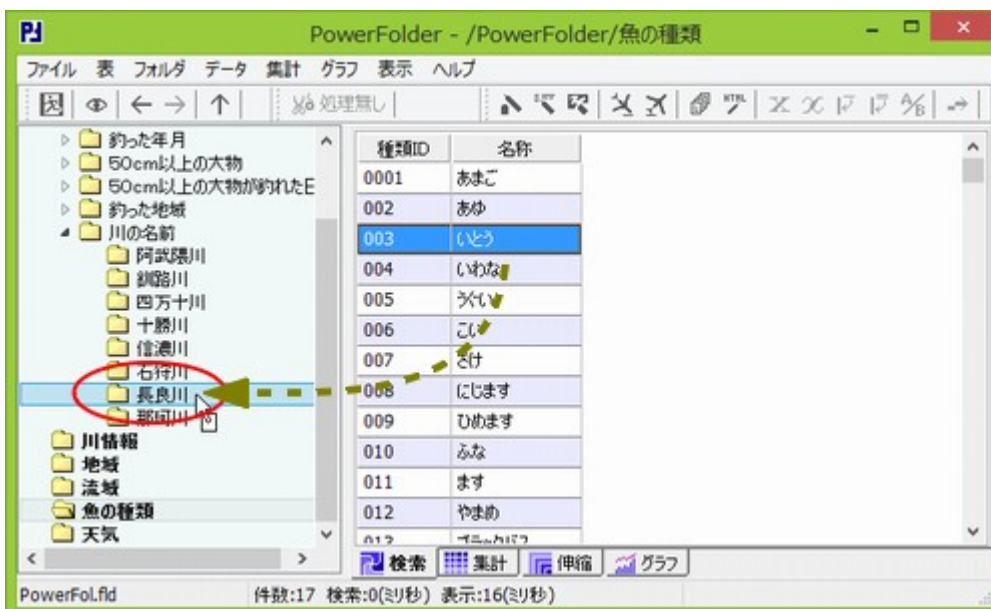 PowerFolder - /PowerFolder/魚の種類
ファイル 表 フォルダ データ 集計 グラフ 表示 ヘルプ
処理無し
釣った年月
50cm以上の大物
50cm以上の大物が釣れたE
釣った地域
川の名前
阿武隈川
釧路川
四万十川
十勝川
信濃川
石狩川
長良川
那珂川
川情報
地域
流域
魚の種類
天気
種類ID 名称
0001 あまご
002 あゆ
003 いとう
004 いわな
005 うぐい
006 こい
007 さけ
008 にじます
009 ひめます
010 ふな
011 ます
012 やまめ
検索 集計 伸縮 グラフ
PowerFol.fld 件数:17 検索:0(ミリ秒) 表示:16(ミリ秒)